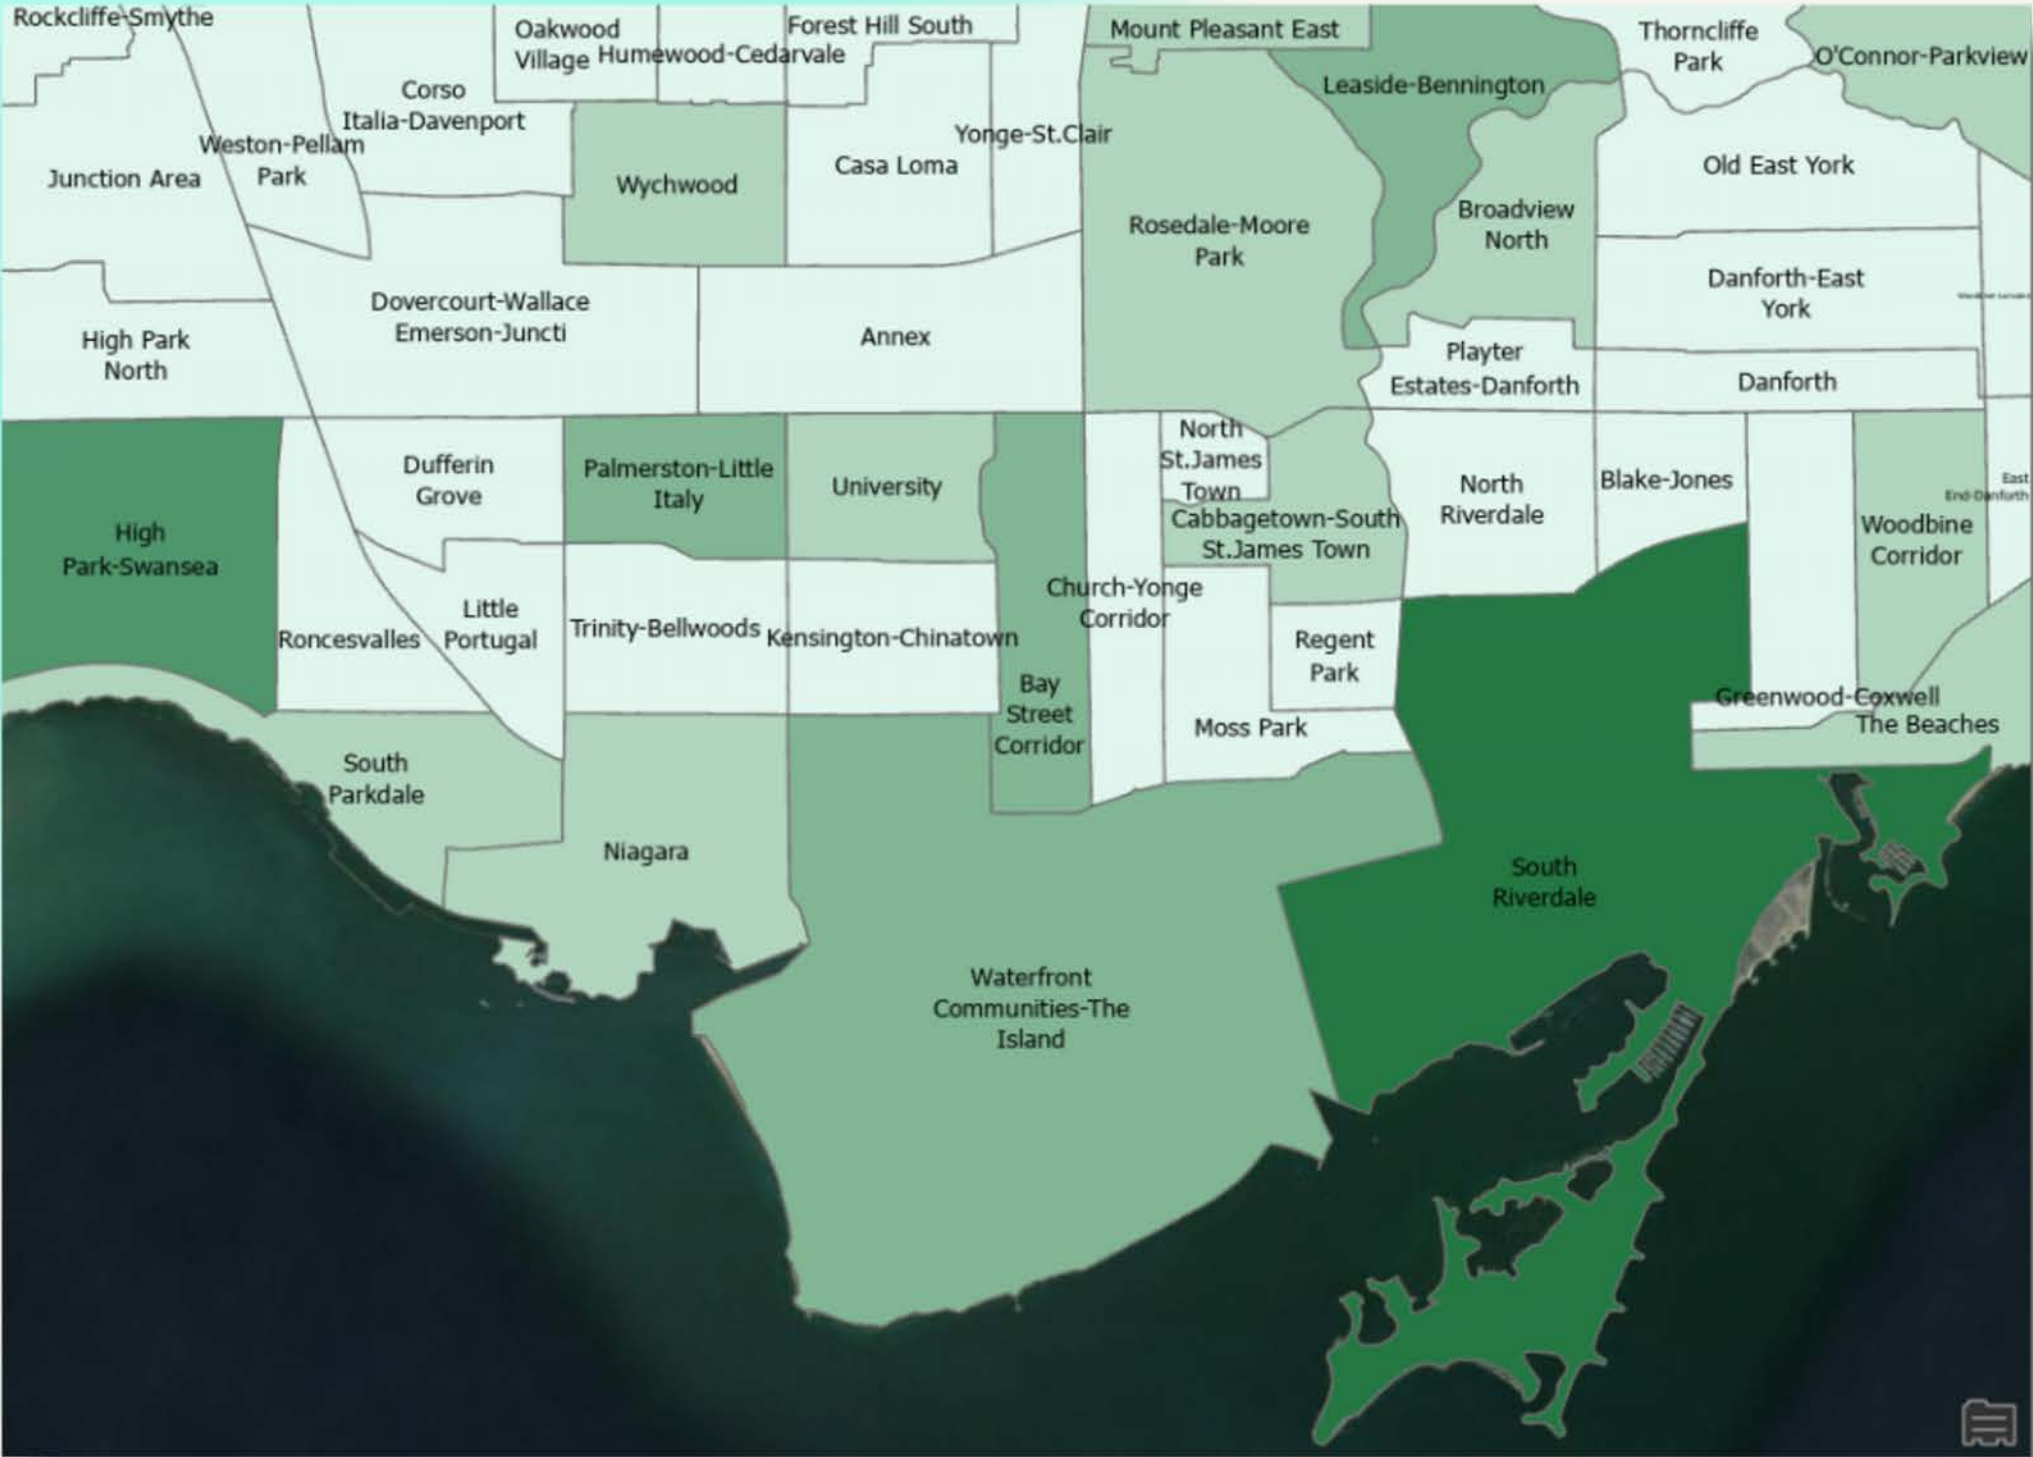 Rockcliffe-Smythe
Oakwood
Village
Humewood-Cedarvale
Forest Hill South
Mount Pleasant East
Leaside-Bennington
Thorncliffe
Park
O'Connor-Parkview
Corso
Italia-Davenport
Weston-Pellam
Park
Junction Area
Wychwood
Casa Loma
Yonge-St.Clair
Rosedale-Moore
Park
Broadview
North
Old East York
Danforth-East
York
High Park
North
Dovercourt-Wallace
Emerson-Juncti
Annex
Playter
Estates-Danforth
Danforth
High
Park-Swansea
Dufferin
Grove
Palmerston-Little
Italy
University
North
St.James
Town
Cabbagetown-South
St.James Town
North
Riverdale
Blake-Jones
East
End-Danforth
Woodbine
Corridor
Roncesvalles
Little
Portugal
Trinity-Bellwoods
Kensington-Chinatown
Church-Yonge
Corridor
Regent
Park
Bay
Street
Corridor
Moss Park
Greenwood-Coxwell
The Beaches
South
Parkdale
Niagara
South
Riverdale
Waterfront
Communities-The
Island